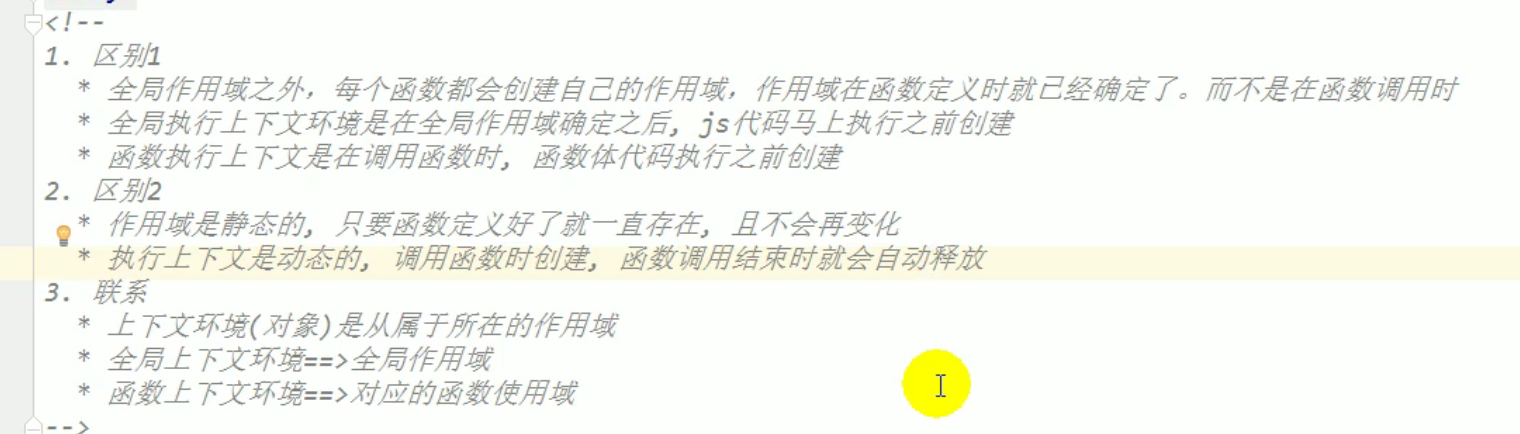 <!--
1. 区别1
* 全局作用域之外，每个函数都会创建自己的作用域，作用域在函数定义时就已经确定了。而不是在函数调用时
* 全局执行上下文环境是在全局作用域确定之后, js代码马上执行之前创建
* 函数执行上下文是在调用函数时, 函数体代码执行之前创建
2. 区别2
* 作用域是静态的, 只要函数定义好了就一直存在, 且不会再变化
* 执行上下文是动态的, 调用函数时创建, 函数调用结束时就会自动释放
3. 联系
* 上下文环境(对象)是从属于所在的作用域
* 全局上下文环境==>全局作用域
* 函数上下文环境==>对应的函数使用域
-->